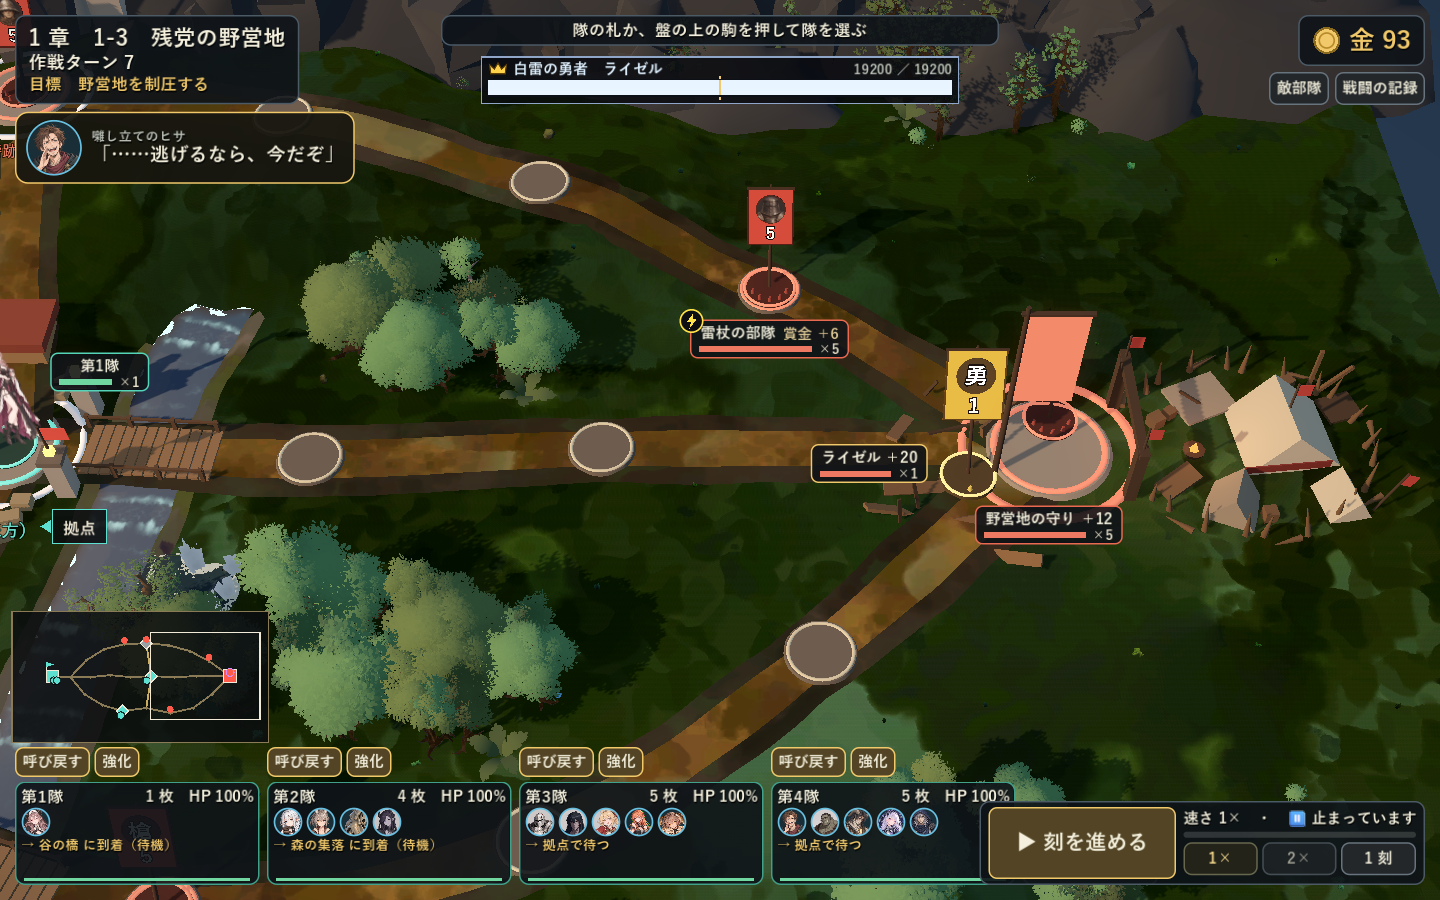 1 章　1-3　残党の野営地
作戦ターン 7
目標　野営地を制圧する
隊の札か、盤の上の駒を押して隊を選ぶ
白雷の勇者　ライゼル　19200 ／ 19200
金 93
敵部隊
戦闘の記録
囃し立てのヒサ
「……逃げるなら、今だぞ」
5
雷杖の部隊 賞金 +6
×5
勇
1
第1隊
×1
ライゼル +20
×1
野営地の守り +12
×5
方）
拠点
呼び戻す
強化
呼び戻す
強化
呼び戻す
強化
呼び戻す
強化
第1隊　1 枚　HP 100%
→ 谷の橋 に到着（待機）
第2隊　4 枚　HP 100%
→ 森の集落 に到着（待機）
第3隊　5 枚　HP 100%
→ 拠点で待つ
第4隊　5 枚　HP 100%
→ 拠点で待つ
▶ 刻を進める
速さ 1×　・　⏸ 止まっています
1×
2×
1 刻